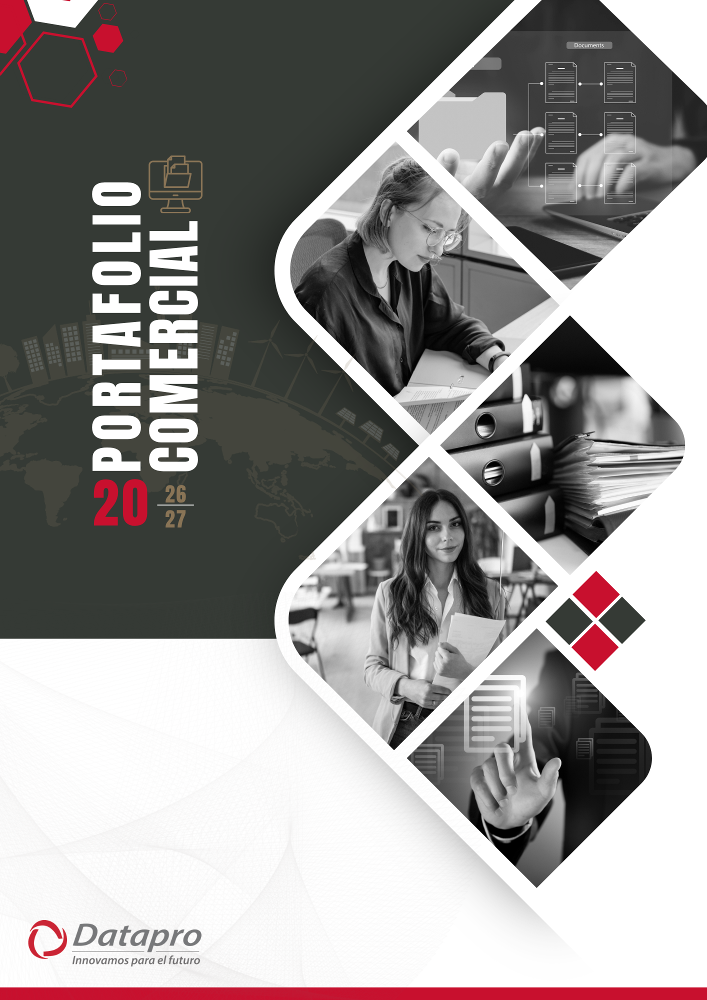 PORTAFOLIO
COMERCIAL
20
26
27
Documents
Datapro
Innovamos para el futuro